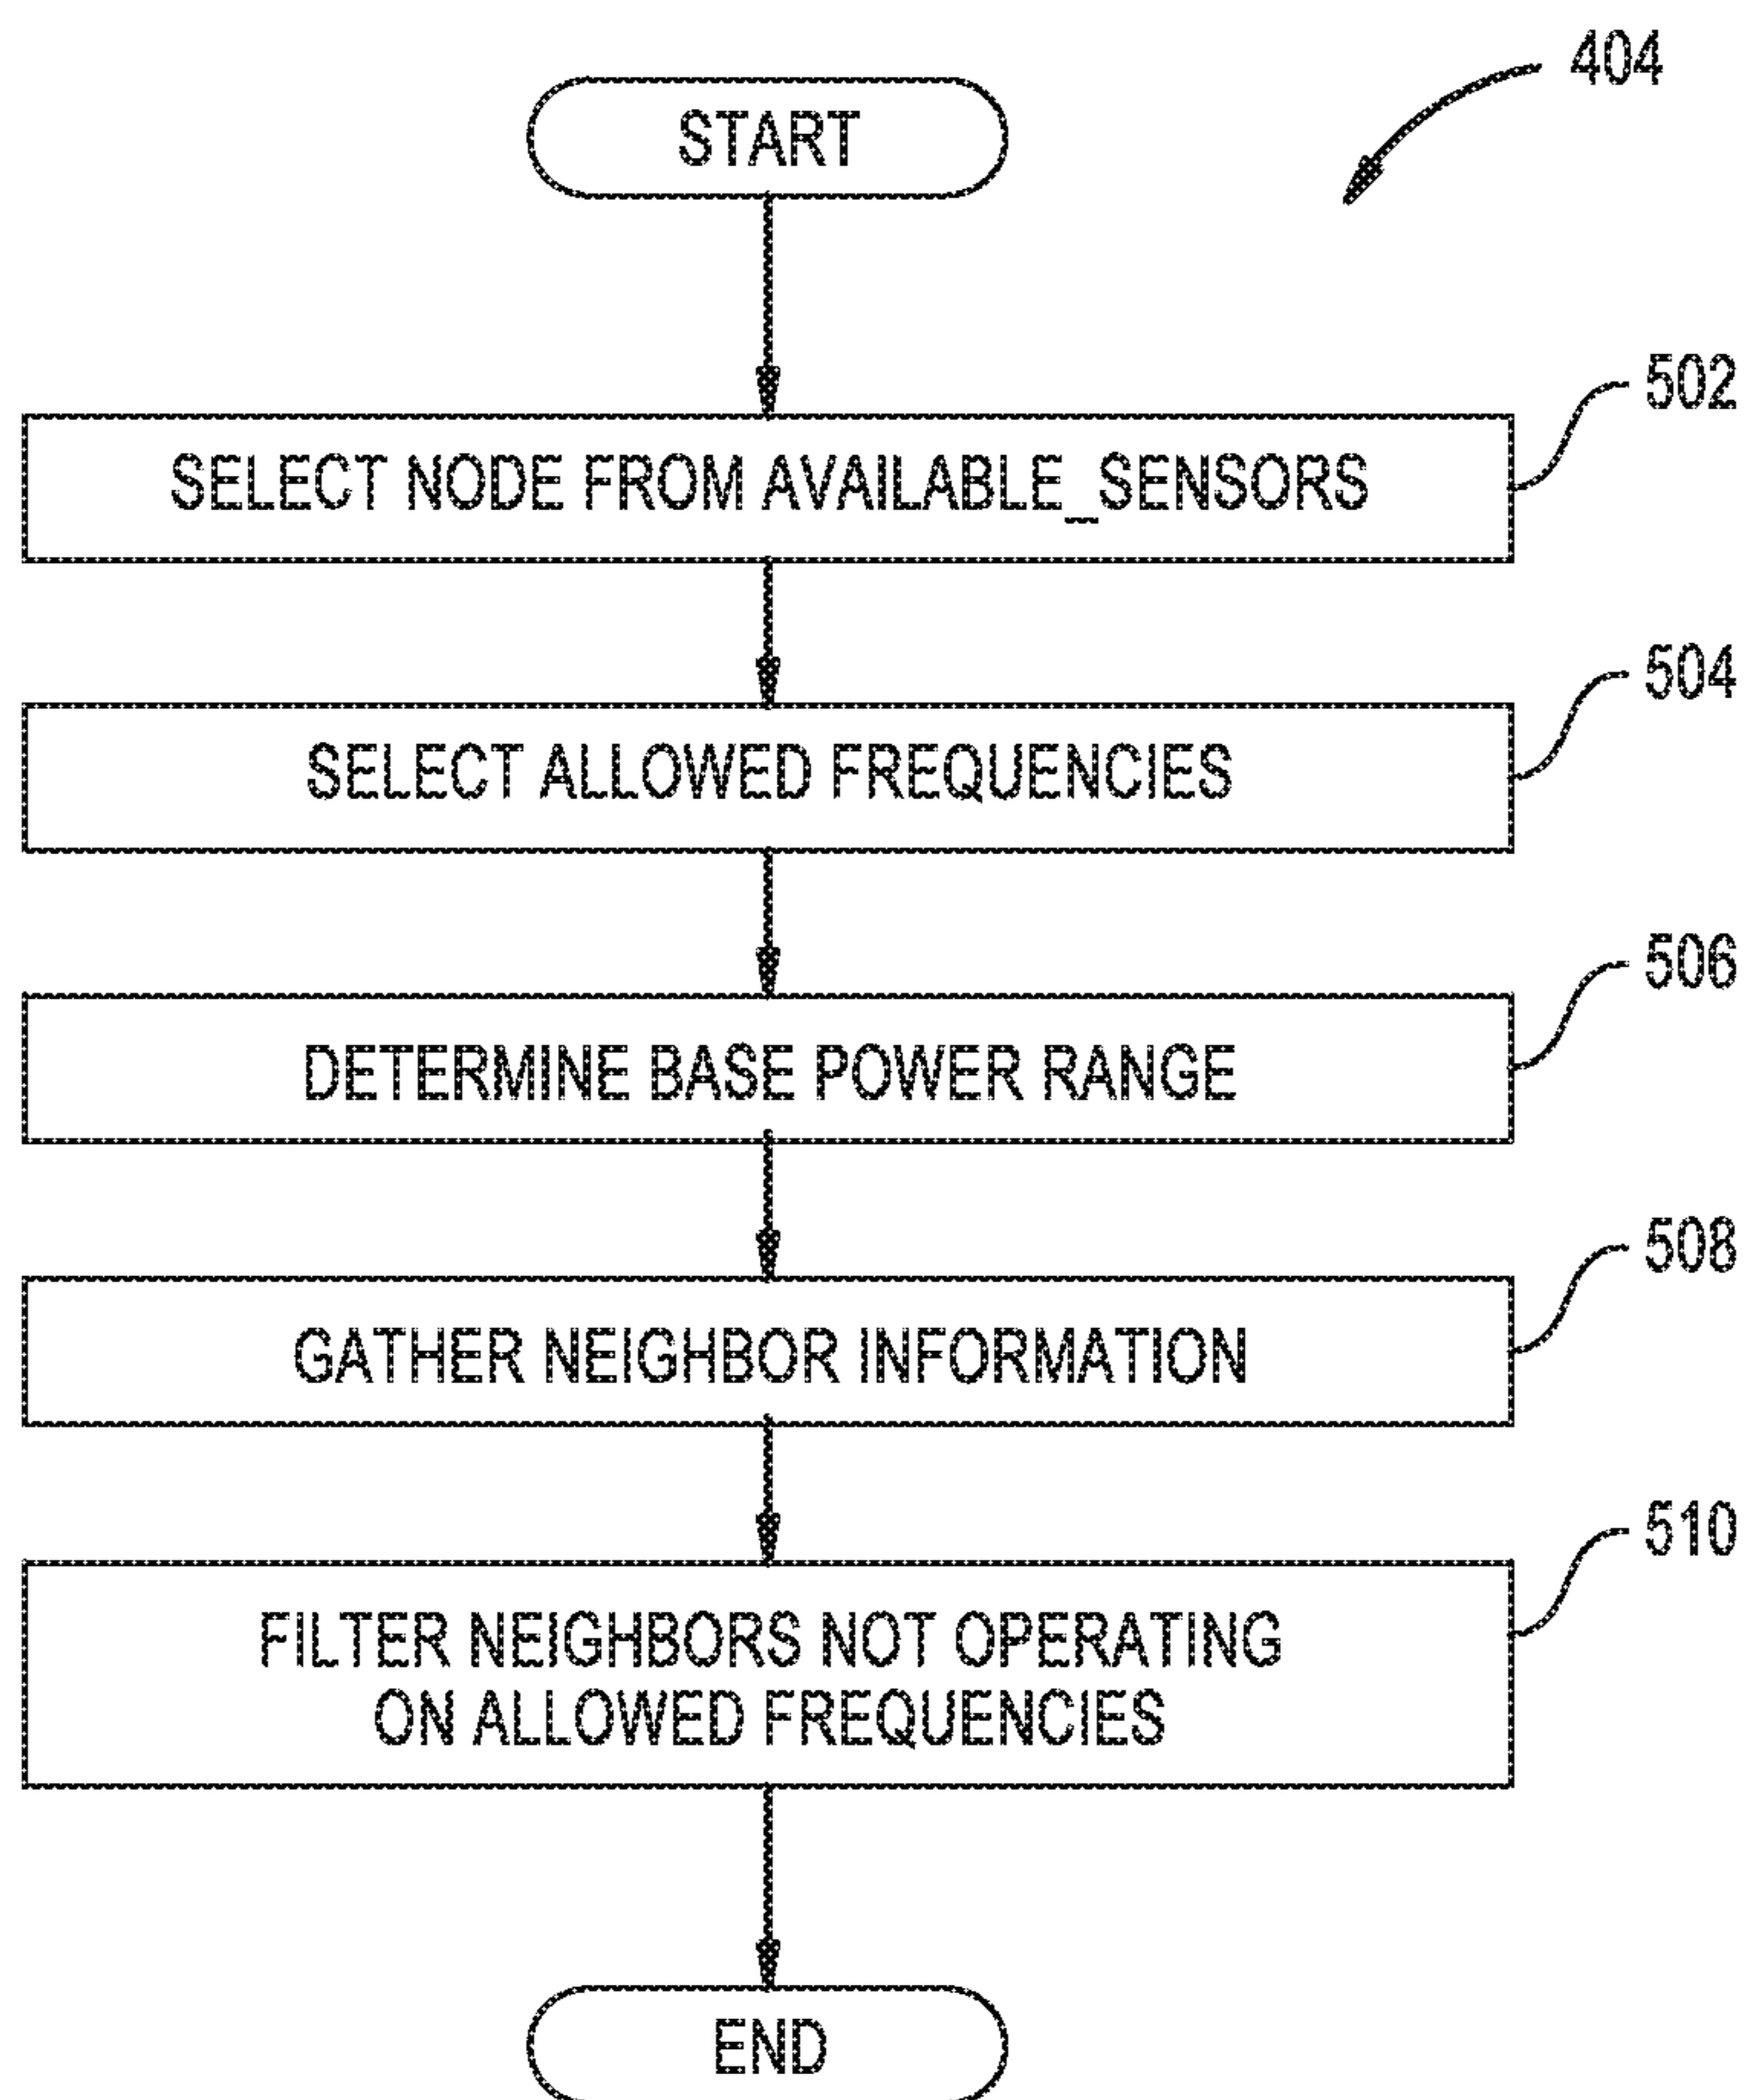 404
START
502
SELECT NODE FROM AVAILABLE_SENSORS
504
SELECT ALLOWED FREQUENCIES
506
DETERMINE BASE POWER RANGE
508
GATHER NEIGHBOR INFORMATION
510
FILTER NEIGHBORS NOT OPERATING
ON ALLOWED FREQUENCIES
END